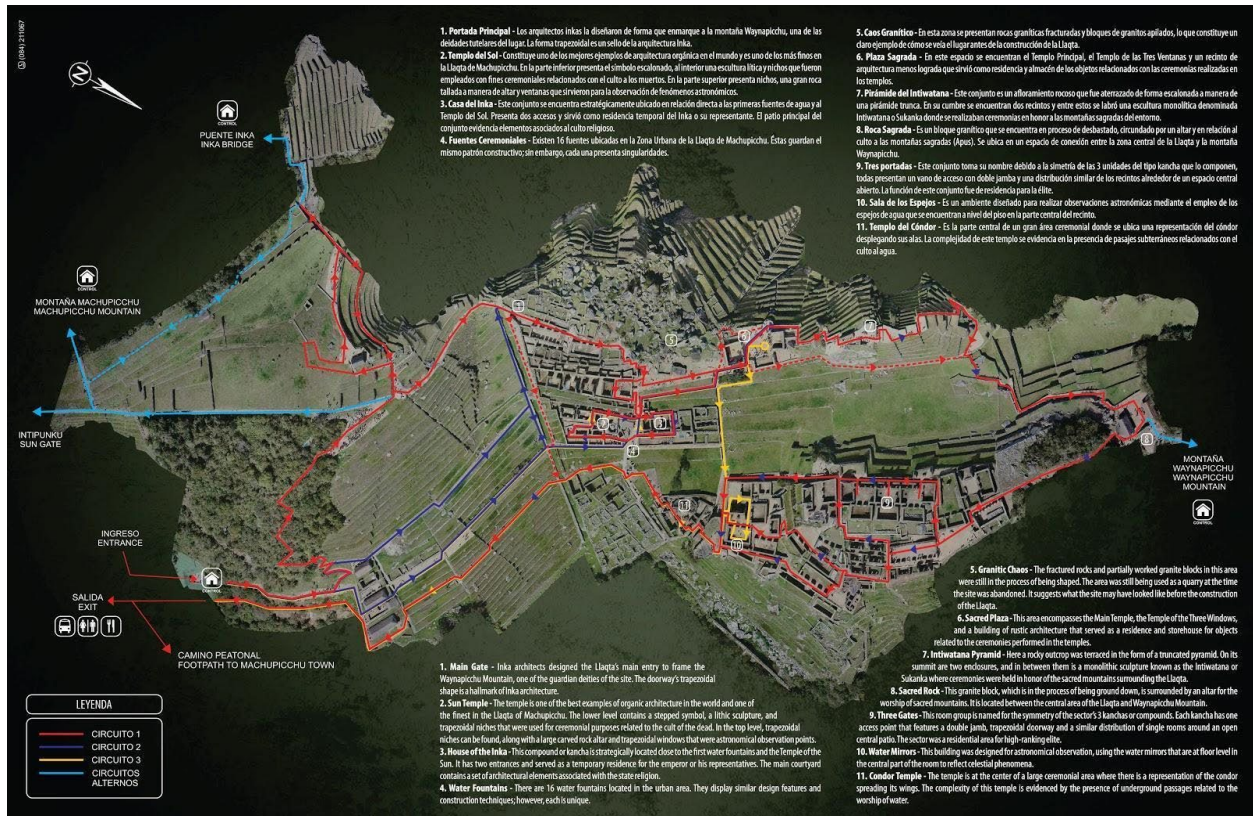 (084) 211067
N
1. Portada Principal - Los arquitectos inkas la diseñaron de forma que enmarque a la montaña Waynapicchu, una de las
deidades tutelares del lugar. La forma trapezoidal es un sello de la arquitectura Inka.
2. Templo del Sol - Constituye uno de los mejores ejemplos de arquitectura orgánica en el mundo y es uno de los más finos en
la Llaqta de Machupicchu. En la parte inferior presenta el símbolo escalonado, al interior una escultura lítica y nichos que fueron
empleados con fines ceremoniales relacionados con el culto a los muertos. En la parte superior presenta nichos, una gran roca
tallada a manera de altar y ventanas que sirvieron para la observación de fenómenos astronómicos.
3. Casa del Inka - Este conjunto se encuentra estratégicamente ubicado en relación directa a las primeras fuentes de agua y al
Templo del Sol. Presenta dos accesos y sirvió como residencia temporal del Inka o su representante. El patio principal del
conjunto evidencia elementos asociados al culto religioso.
4. Fuentes Ceremoniales - Existen 16 fuentes ubicadas en la Zona Urbana de la Llaqta de Machupicchu. Éstas guardan el
mismo patrón constructivo; sin embargo, cada una presenta singularidades.
5. Caos Granítico - En esta zona se presentan rocas graníticas fracturadas y bloques de granitos apilados, lo que constituye un
claro ejemplo de cómo se veía el lugar antes de la construcción de la Llaqta.
6. Plaza Sagrada - En este espacio se encuentran el Templo Principal, el Templo de las Tres Ventanas y un recinto de
arquitectura menos lograda que sirvió como residencia y almacén de los objetos relacionados con las ceremonias realizadas en
los templos.
7. Pirámide del Intiwatana - Este conjunto es un afloramiento rocoso que fue aterrazado de forma escalonada a manera de
una pirámide trunca. En su cumbre se encuentran dos recintos y entre estos se labró una escultura monolítica denominada
Intiwatana o Sukanka donde se realizaban ceremonias en honor a las montañas sagradas del entorno.
8. Roca Sagrada - Es un bloque granítico que se encuentra en proceso de desbastado, circundado por un altar y en relación al
culto a las montañas sagradas (Apus). Se ubica en un espacio de conexión entre la zona central de la Llaqta y la montaña
Waynapicchu.
9. Tres portadas - Este conjunto toma su nombre debido a la simetría de las 3 unidades del tipo kancha que lo componen,
todas presentan un vano de acceso con doble jamba y una distribución similar de los recintos alrededor de un espacio central
abierto. La función de este conjunto fue de residencia para la élite.
10. Sala de los Espejos - Es un ambiente diseñado para realizar observaciones astronómicas mediante el empleo de los
espejos de agua que se encuentran a nivel del piso en la parte central del recinto.
11. Templo del Cóndor - Es la parte central de un gran área ceremonial donde se ubica una representación del cóndor
desplegando sus alas. La complejidad de este templo se evidencia en la presencia de pasajes subterráneos relacionados con el
culto al agua.
CONTROL
PUENTE INKA
INKA BRIDGE
CONTROL
MONTAÑA MACHUPICCHU
MACHUPICCHU MOUNTAIN
INTIPUNKU
SUN GATE
1
5
6
7
2
3
4
8
9
10
11
MONTAÑA
WAYNAPICCHU
WAYNAPICCHU
MOUNTAIN
CONTROL
INGRESO
ENTRANCE
CONTROL
SALIDA
EXIT
CAMINO PEATONAL
FOOTPATH TO MACHUPICCHU TOWN
LEYENDA
CIRCUITO 1
CIRCUITO 2
CIRCUITO 3
CIRCUITOS
ALTERNOS
1. Main Gate - Inka architects designed the Llaqta's main entry to frame the
Waynapicchu Mountain, one of the guardian deities of the site. The doorway's trapezoidal
shape is a hallmark of Inka architecture.
2. Sun Temple - The temple is one of the best examples of organic architecture in the world and one of
the finest in the Llaqta of Machupicchu. The lower level contains a stepped symbol, a lithic sculpture, and
trapezoidal niches that were used for ceremonial purposes related to the cult of the dead. In the top level, trapezoidal
niches can be found, along with a large carved rock altar and trapezoidal windows that were astronomical observation points.
3. House of the Inka - This compound or kancha is strategically located close to the first water fountains and the Temple of the
Sun. It has two entrances and served as a temporary residence for the emperor or his representatives. The main courtyard
contains a set of architectural elements associated with the state religion.
4. Water Fountains - There are 16 water fountains located in the urban area. They display similar design features and
construction techniques; however, each is unique.
5. Granitic Chaos - The fractured rocks and partially worked granite blocks in this area
were still in the process of being shaped. The area was still being used as a quarry at the time
the site was abandoned. It suggests what the site may have looked like before the construction
of the Llaqta.
6. Sacred Plaza - This area encompasses the Main Temple, the Temple of the Three Windows,
and a building of rustic architecture that served as a residence and storehouse for objects
related to the ceremonies performed in the temples.
7. Intiwatana Pyramid - Here a rocky outcrop was terraced in the form of a truncated pyramid. On its
summit are two enclosures, and in between them is a monolithic sculpture known as the Intiwatana or
Sukanka where ceremonies were held in honor of the sacred mountains surrounding the Llaqta.
8. Sacred Rock - This granite block, which is in the process of being ground down, is surrounded by an altar for the
worship of sacred mountains. It is located between the central area of the Llaqta and Waynapicchu Mountain.
9. Three Gates - This room group is named for the symmetry of the sector's 3 kanchas or compounds. Each kancha has one
access point that features a double jamb, trapezoidal doorway and a similar distribution of single rooms around an open
central patio. The sector was a residential area for high-ranking elite.
10. Water Mirrors - This building was designed for astronomical observation, using the water mirrors that are at floor level in
the central part of the room to reflect celestial phenomena.
11. Condor Temple - The temple is at the center of a large ceremonial area where there is a representation of the condor
spreading its wings. The complexity of this temple is evidenced by the presence of underground passages related to the
worship of water.